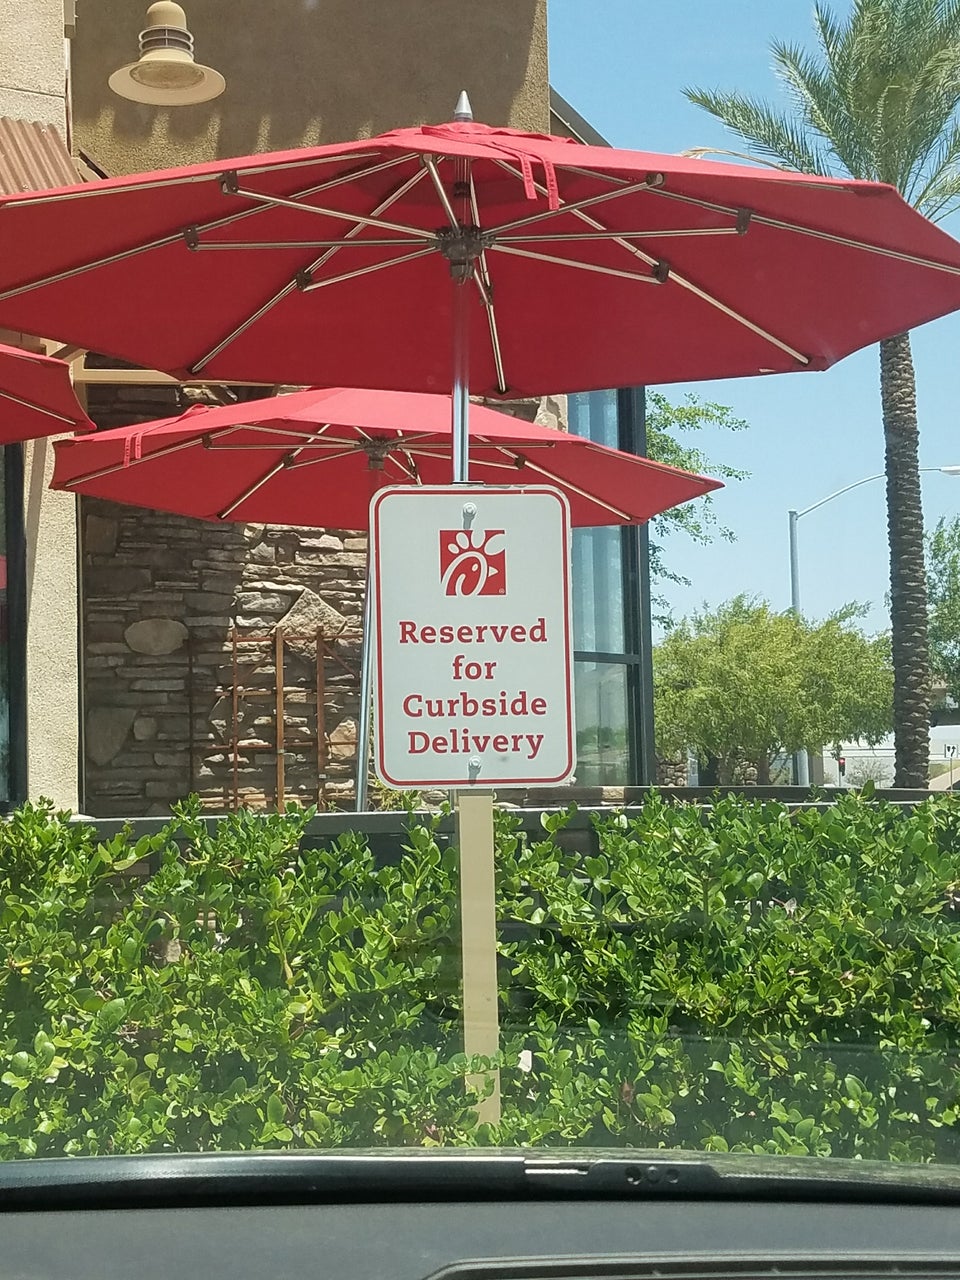 Reserved
for
Curbside
Delivery